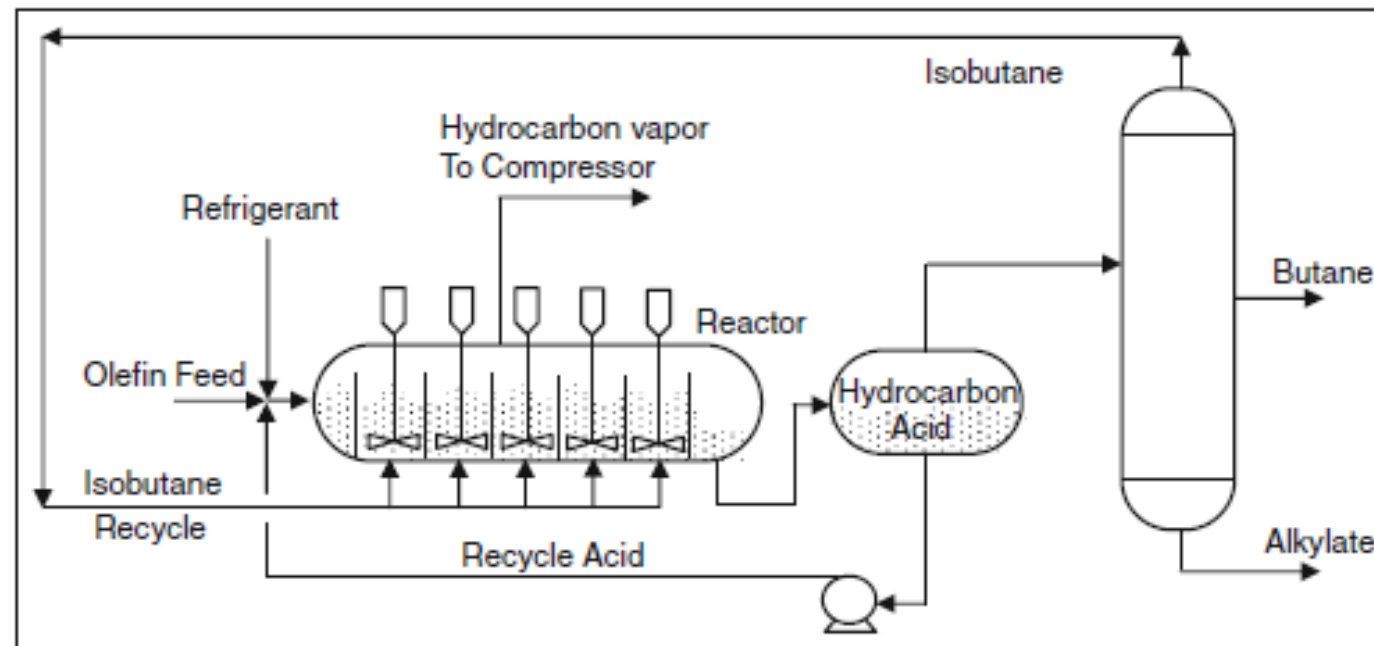 Isobutane
Hydrocarbon vapor
To Compressor
Refrigerant
Butane
Reactor
Olefin Feed
Hydrocarbon
Acid
Isobutane
Recycle
Alkylate
Recycle Acid